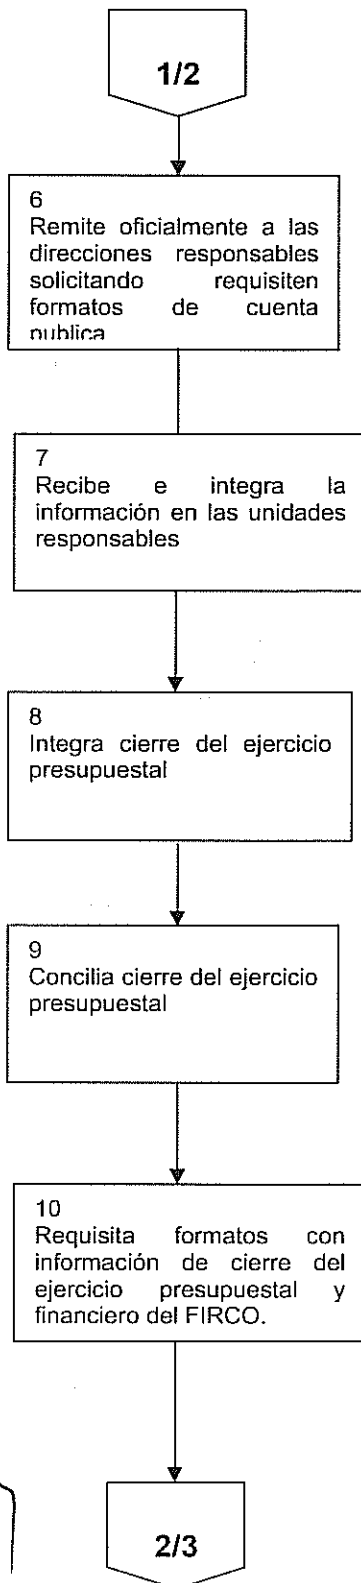 1/2
6
Remite oficialmente a las
direcciones responsables
solicitando requisiten
formatos de cuenta
publica
7
Recibe e integra la
información en las unidades
responsables
8
Integra cierre del ejercicio
presupuestal
9
Concilia cierre del ejercicio
presupuestal
10
Requisita formatos con
información de cierre del
ejercicio presupuestal y
financiero del FIRCO.
2/3